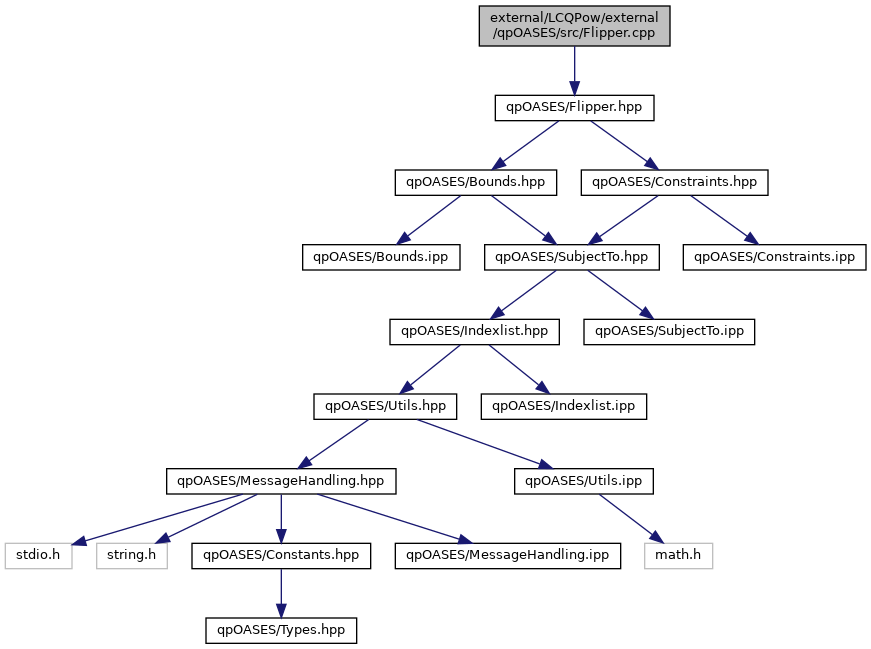 external/LCQPow/external
/qpOASES/src/Flipper.cpp
qpOASES/Flipper.hpp
qpOASES/Bounds.hpp
qpOASES/Constraints.hpp
qpOASES/Bounds.ipp
qpOASES/SubjectTo.hpp
qpOASES/Constraints.ipp
qpOASES/Indexlist.hpp
qpOASES/SubjectTo.ipp
qpOASES/Utils.hpp
qpOASES/Indexlist.ipp
qpOASES/MessageHandling.hpp
qpOASES/Utils.ipp
stdio.h
string.h
qpOASES/Constants.hpp
qpOASES/MessageHandling.ipp
math.h
qpOASES/Types.hpp